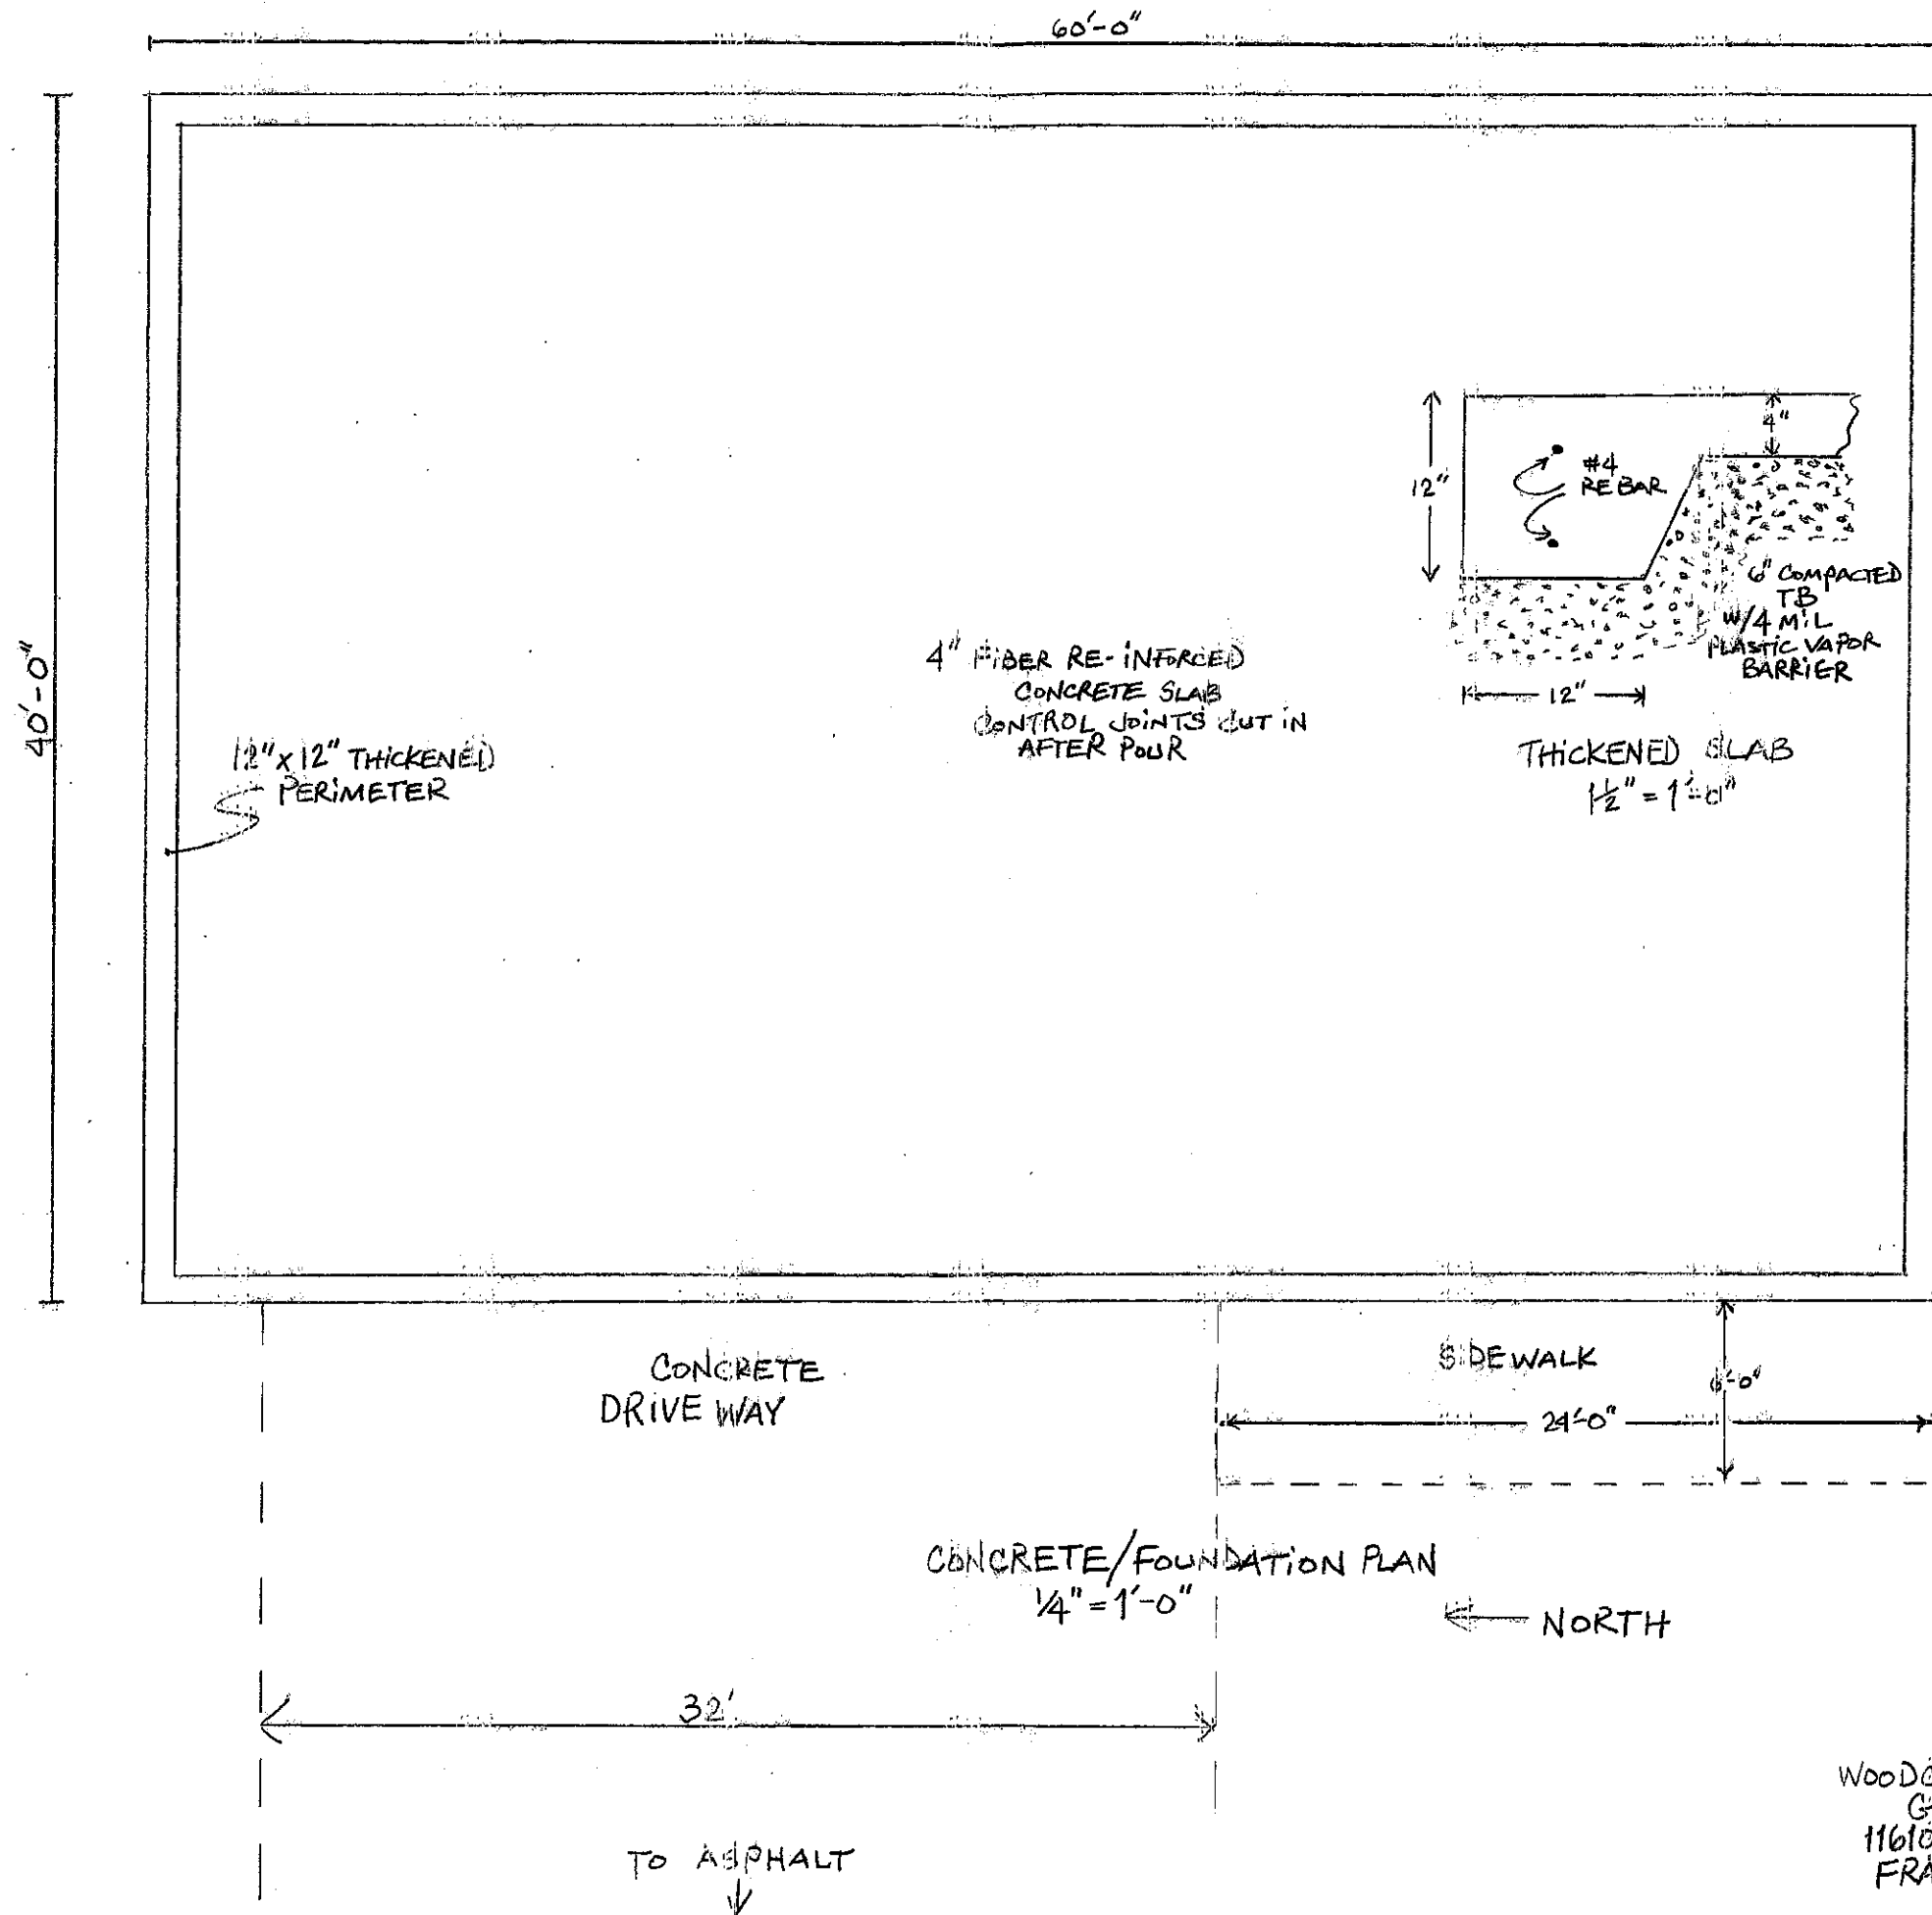 60'-0"
40'-0"
12"
4"
#4
REBAR
6" COMPACTED
TB
W/4 MIL
PLASTIC VAPOR
BARRIER
12"
THICKENED SLAB
1½" = 1'-0"
4" FIBER RE-INFORCED
CONCRETE SLAB
CONTROL JOINTS CUT IN
AFTER POUR
12" x 12" THICKENED
PERIMETER
CONCRETE
DRIVE WAY
SIDEWALK
6'-0"
24'-0"
CONCRETE/FOUNDATION PLAN
1/4" = 1'-0"
NORTH
32'
TO ASPHALT
11610